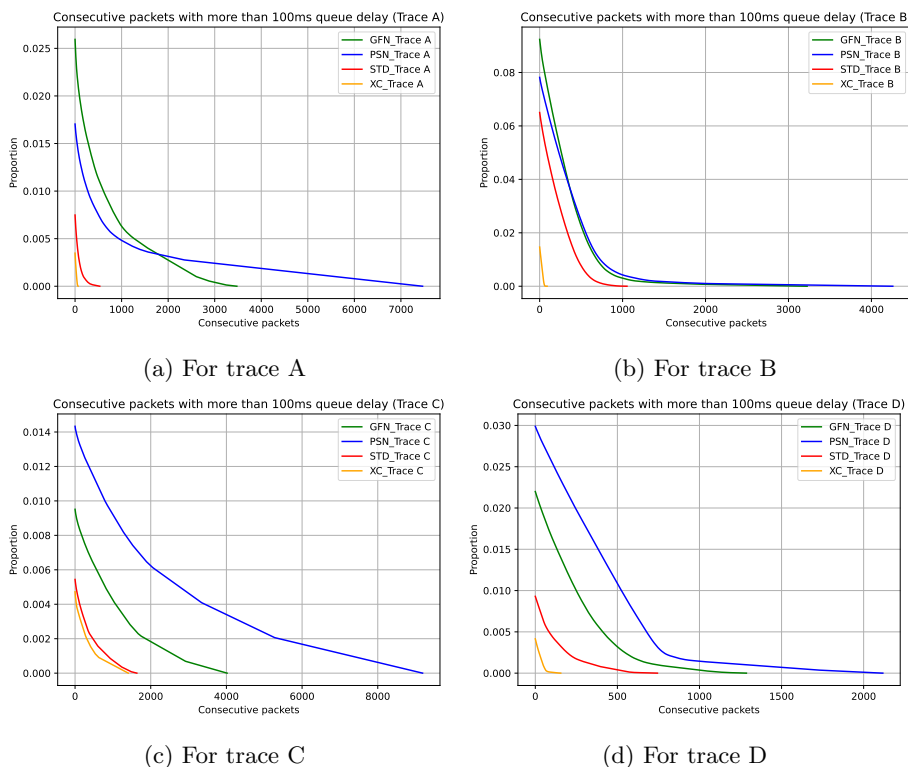 Consecutive packets with more than 100ms queue delay (Trace A)
GFN_Trace A
PSN_Trace A
STD_Trace A
XC_Trace A
0.025
0.020
0.015
0.010
0.005
0.000
Proportion
0 1000 2000 3000 4000 5000 6000 7000
Consecutive packets
(a) For trace A
Consecutive packets with more than 100ms queue delay (Trace B)
GFN_Trace B
PSN_Trace B
STD_Trace B
XC_Trace B
0.08
0.06
0.04
0.02
0.00
Proportion
0 1000 2000 3000 4000
Consecutive packets
(b) For trace B
Consecutive packets with more than 100ms queue delay (Trace C)
GFN_Trace C
PSN_Trace C
STD_Trace C
XC_Trace C
0.014
0.012
0.010
0.008
0.006
0.004
0.002
0.000
Proportion
0 2000 4000 6000 8000
Consecutive packets
(c) For trace C
Consecutive packets with more than 100ms queue delay (Trace D)
GFN_Trace D
PSN_Trace D
STD_Trace D
XC_Trace D
0.030
0.025
0.020
0.015
0.010
0.005
0.000
Proportion
0 500 1000 1500 2000
Consecutive packets
(d) For trace D